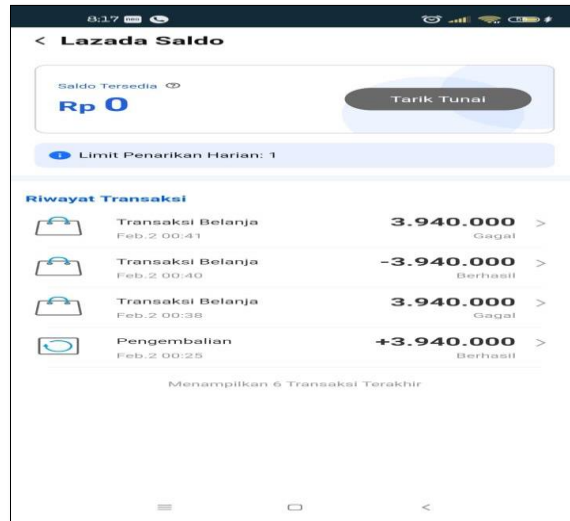 8:17
< Lazada Saldo
Saldo Tersedia
Rp 0
Tarik Tunai
Limit Penarikan Harian: 1
Riwayat Transaksi
Transaksi Belanja 3.940.000 >
Feb.2 00:41 Gagal
Transaksi Belanja -3.940.000 >
Feb.2 00:40 Berhasil
Transaksi Belanja 3.940.000 >
Feb.2 00:38 Gagal
Pengembalian +3.940.000 >
Feb.2 00:25 Berhasil
Menampilkan 6 Transaksi Terakhir